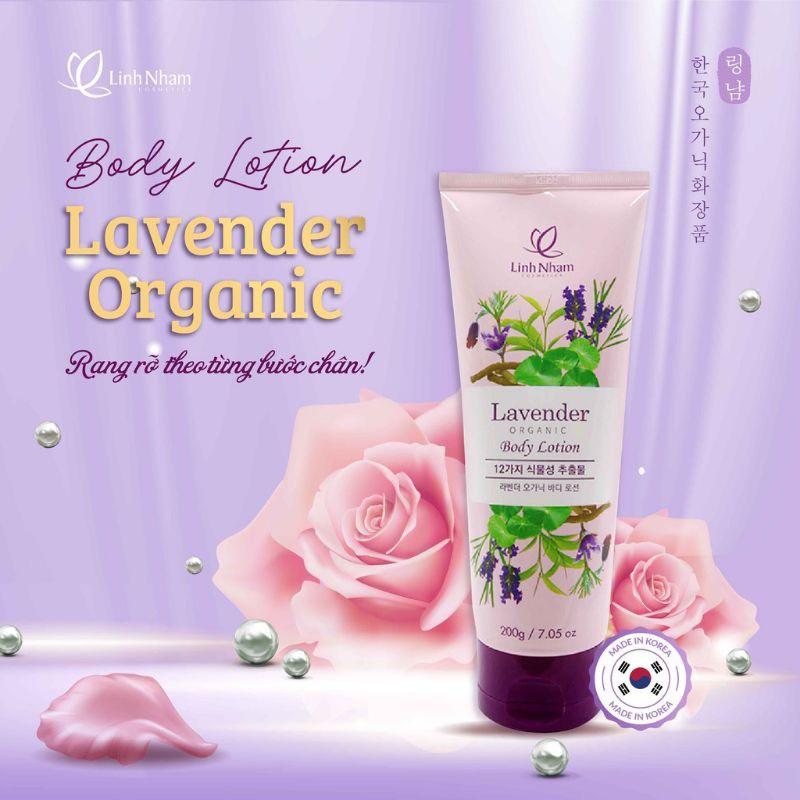 Linh Nham
COSMETICS
링냠
한국오가닉화장품
Body Lotion
Lavender
Organic
Rạng rỡ theo từng bước chân!
Linh Nham
COSMETICS
Lavender
ORGANIC
Body Lotion
12가지 식물성 추출물
라벤더 오가닉 바디 로션
200g / 7.05 oz
MADE IN KOREA
MADE IN KOREA